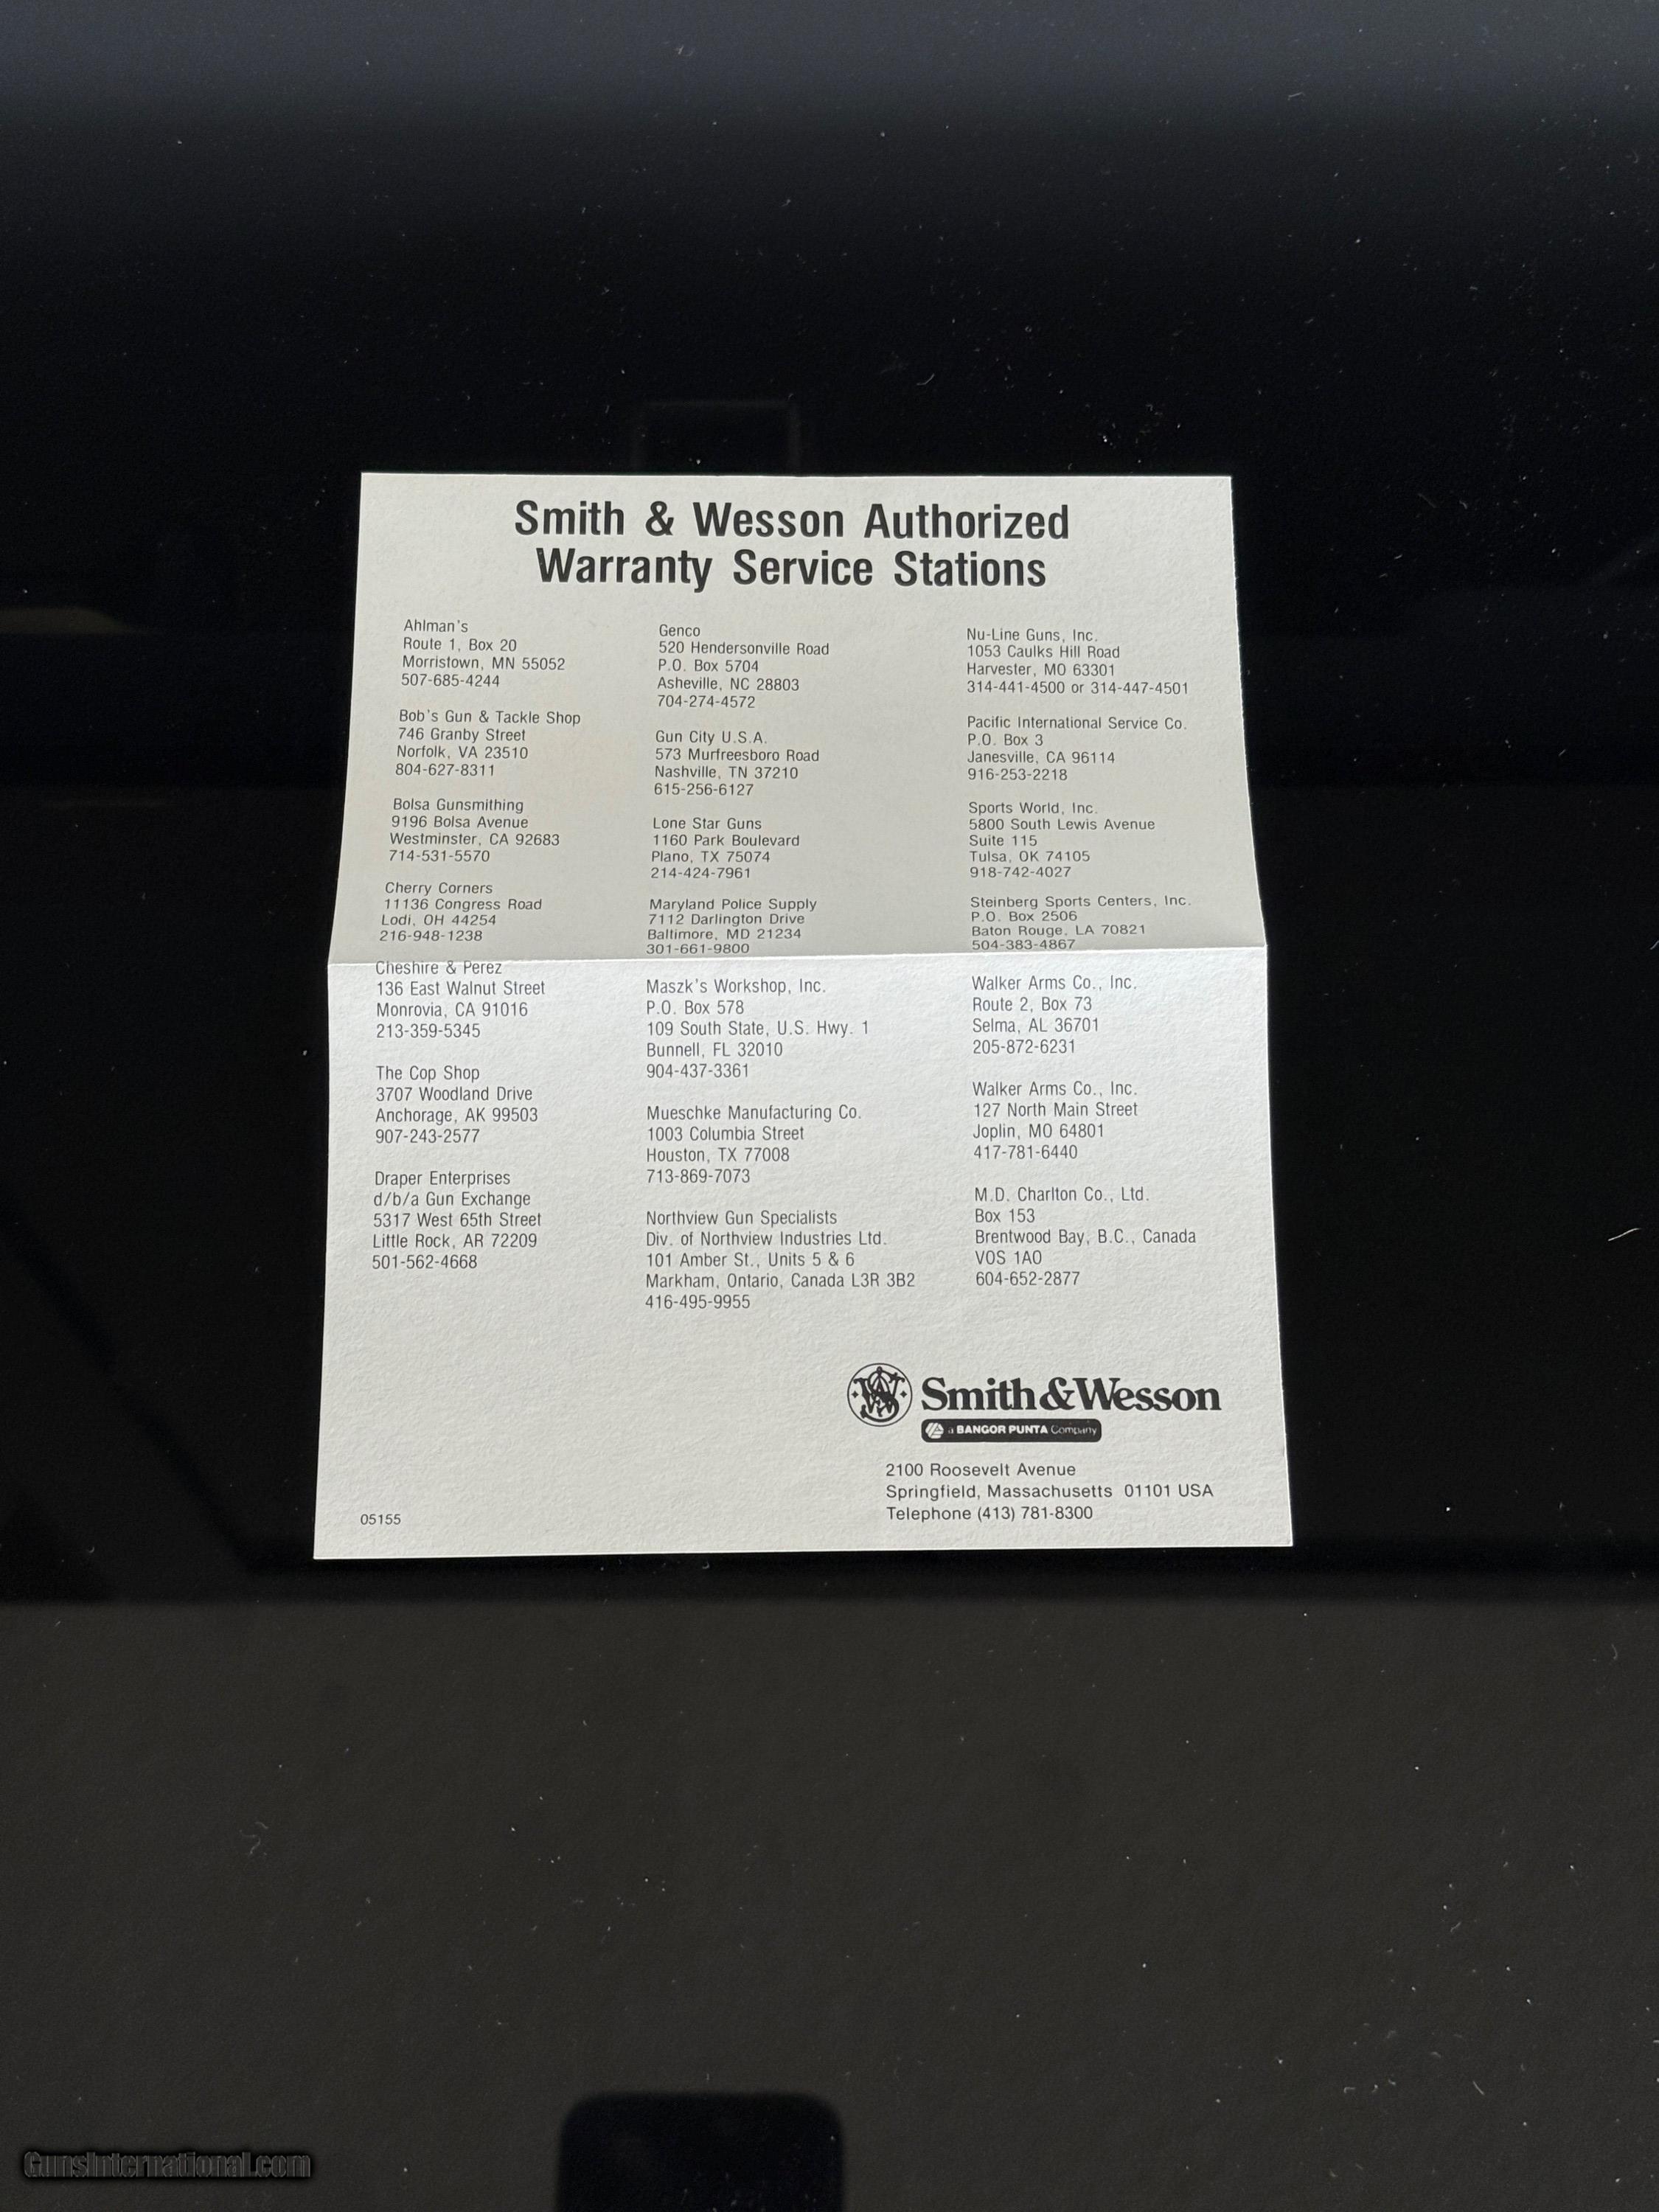 Smith & Wesson Authorized
Warranty Service Stations
Ahlman's
Route 1, Box 20
Morristown, MN 55052
507-685-4244
Bob's Gun & Tackle Shop
746 Granby Street
Norfolk, VA 23510
804-627-8311
Bolsa Gunsmithing
9196 Bolsa Avenue
Westminster, CA 92683
714-531-5570
Cherry Corners
11136 Congress Road
Lodi, OH 44254
216-948-1238
Cheshire & Perez
136 East Walnut Street
Monrovia, CA 91016
213-359-5345
The Cop Shop
3707 Woodland Drive
Anchorage, AK 99503
907-243-2577
Draper Enterprises
d/b/a Gun Exchange
5317 West 65th Street
Little Rock, AR 72209
501-562-4668
Genco
520 Hendersonville Road
P.O. Box 5704
Asheville, NC 28803
704-274-4572
Gun City U.S.A.
573 Murfreesboro Road
Nashville, TN 37210
615-256-6127
Lone Star Guns
1160 Park Boulevard
Plano, TX 75074
214-424-7961
Maryland Police Supply
7112 Darlington Drive
Baltimore, MD 21234
301-661-9800
Maszk's Workshop, Inc.
P.O. Box 578
109 South State, U.S. Hwy. 1
Bunnell, FL 32010
904-437-3361
Mueschke Manufacturing Co.
1003 Columbia Street
Houston, TX 77008
713-869-7073
Northview Gun Specialists
Div. of Northview Industries Ltd.
101 Amber St., Units 5 & 6
Markham, Ontario, Canada L3R 3B2
416-495-9955
Nu-Line Guns, Inc.
1053 Caulks Hill Road
Harvester, MO 63301
314-441-4500 or 314-447-4501
Pacific International Service Co.
P.O. Box 3
Janesville, CA 96114
916-253-2218
Sports World, Inc.
5800 South Lewis Avenue
Suite 115
Tulsa, OK 74105
918-742-4027
Steinberg Sports Centers, Inc.
P.O. Box 2506
Baton Rouge, LA 70821
504-383-4867
Walker Arms Co., Inc.
Route 2, Box 73
Selma, AL 36701
205-872-6231
Walker Arms Co., Inc.
127 North Main Street
Joplin, MO 64801
417-781-6440
M.D. Charlton Co., Ltd.
Box 153
Brentwood Bay, B.C., Canada
VOS 1AO
604-652-2877
Smith & Wesson
a BANGOR PUNTA Company
2100 Roosevelt Avenue
Springfield, Massachusetts 01101 USA
Telephone (413) 781-8300
05155
GunsInternational.com